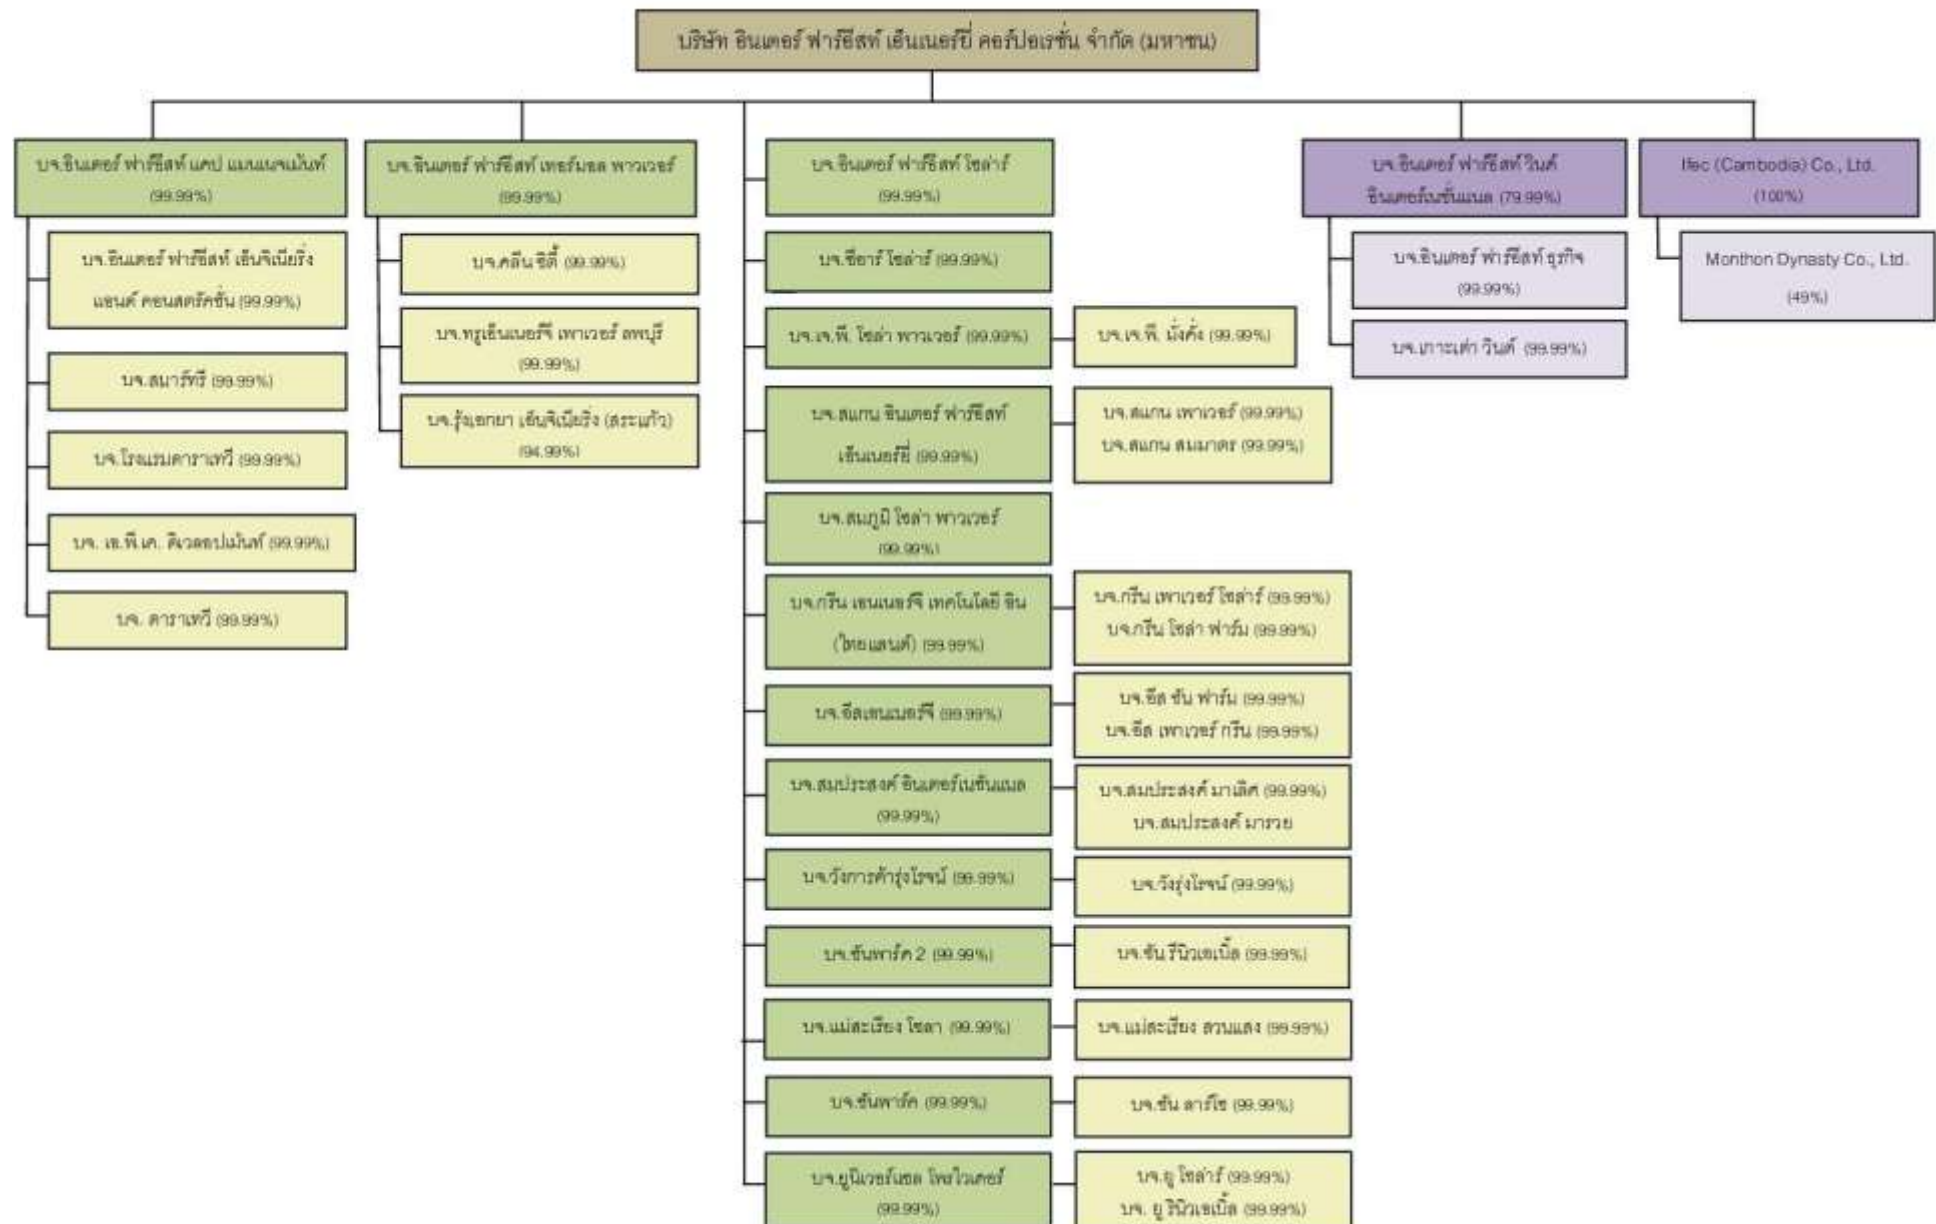 บริษัท อินเตอร์ ฟาร์อีสท์ เอ็นเนอร์ยี่ คอร์ปอเรชั่น จำกัด (มหาชน)
บจ.อินเตอร์ ฟาร์อีสท์ แคป แมนเนจเม้นท์
(99.99%)
บจ.อินเตอร์ ฟาร์อีสท์ เอ็นจิเนียริ่ง
แอนด์ คอนสตรัคชั่น (99.99%)
บจ.สมาร์ททรี (99.99%)
บจ.โรงแรมดาราเทวี (99.99%)
บจ. เอ.พี.เค. ดิเวลอปเม้นท์ (99.99%)
บจ. ดาราเทวี (99.99%)
บจ.อินเตอร์ ฟาร์อีสท์ เทอร์มอล พาวเวอร์
(99.99%)
บจ.คลีน ซิตี้ (99.99%)
บจ.ทรูเอ็นเนอร์จี เพาเวอร์ ลพบุรี
(99.99%)
บจ.รุ้งเอกยา เอ็นจิเนียริ่ง (สระแก้ว)
(94.99%)
บจ.อินเตอร์ ฟาร์อีสท์ โซล่าร์
(99.99%)
บจ.ซีอาร์ โซล่าร์ (99.99%)
บจ.เจ.พี. โซล่า พาวเวอร์ (99.99%)
บจ.เจ.พี. มั่งคั่ง (99.99%)
บจ.สแกน อินเตอร์ ฟาร์อีสท์
เอ็นเนอร์ยี่ (99.99%)
บจ.สแกน เพาเวอร์ (99.99%)
บจ.สแกน สมมาตร (99.99%)
บจ.สมภูมิ โซล่า พาวเวอร์
(99.99%)
บจ.กรีน เอนเนอร์จี เทคโนโลยี อิน
(ไทยแลนด์) (99.99%)
บจ.กรีน เพาเวอร์ โซล่าร์ (99.99%)
บจ.กรีน โซล่า ฟาร์ม (99.99%)
บจ.อีสเอนเนอร์จี (99.99%)
บจ.อีส ซัน ฟาร์ม (99.99%)
บจ.อีส เพาเวอร์ กรีน (99.99%)
บจ.สมประสงค์ อินเตอร์เนชันแนล
(99.99%)
บจ.สมประสงค์ มาเลิศ (99.99%)
บจ.สมประสงค์ มารวย
บจ.วังการค้ารุ่งโรจน์ (99.99%)
บจ.วังรุ่งโรจน์ (99.99%)
บจ.ซันพาร์ค 2 (99.99%)
บจ.ซัน รีนิวเอเบิ้ล (99.99%)
บจ.แม่สะเรียง โซลา (99.99%)
บจ.แม่สะเรียง สวนแสง (99.99%)
บจ.ซันพาร์ค (99.99%)
บจ.ซัน ลาร์โซ (99.99%)
บจ.ยูนิเวอร์แซล โพรไวเดอร์
(99.99%)
บจ.ยู โซล่าร์ (99.99%)
บจ. ยู รินิวเอเบิ้ล (99.99%)
บจ.อินเตอร์ ฟาร์อีสท์ วินด์
อินเตอร์เนชั่นแนล (79.99%)
บจ.อินเตอร์ ฟาร์อีสท์ ธุรกิจ
(99.99%)
บจ.เกาะเต่า วินด์ (99.99%)
Ifec (Cambodia) Co., Ltd.
(100%)
Monthon Dynasty Co., Ltd.
(49%)